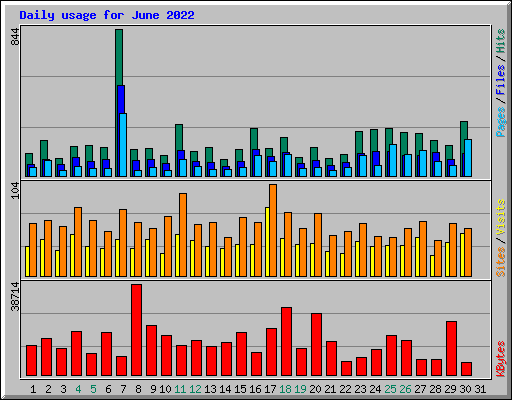 Daily usage for June 2022
844
Pages / Files / Hits
104
Sites / Visits
38714
KBytes
1 2 3 4 5 6 7 8 9 10 11 12 13 14 15 16 17 18 19 20 21 22 23 24 25 26 27 28 29 30 31